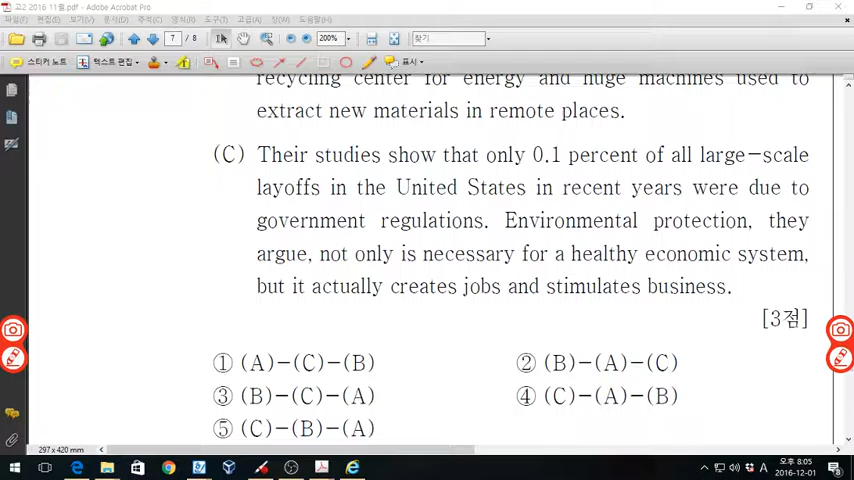 고2 2016 11월.pdf - Adobe Acrobat Pro
파일(F) 편집(E) 보기(V) 도구(T) 고급(A) 창(W) 도움말(H)
7 / 8 200% 찾기
스티커 노트 텍스트 편집 표시
recycling center for energy and huge machines used to
extract new materials in remote places.
(C) Their studies show that only 0.1 percent of all large-scale
layoffs in the United States in recent years were due to
government regulations. Environmental protection, they
argue, not only is necessary for a healthy economic system,
but it actually creates jobs and stimulates business.
[3점]
① (A)-(C)-(B) ② (B)-(A)-(C)
③ (B)-(C)-(A) ④ (C)-(A)-(B)
⑤ (C)-(B)-(A)
297 x 420 mm
A 오후 8:05
2016-12-01